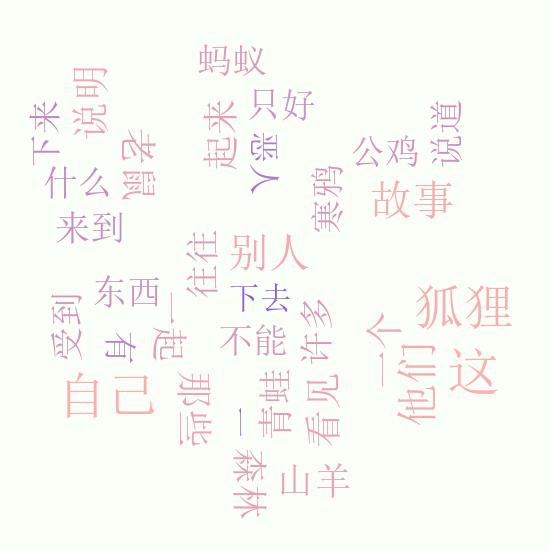 蚂蚁
说明
下来
起来
只好
恶人
说道
公鸡
老鼠
什么
寒鸦
故事
来到
往往
别人
东西
下去
受到
有
一起
不能
许多
一个
狐狸
自己
那些
一
青蛙
看见
他们
这
森林
山羊